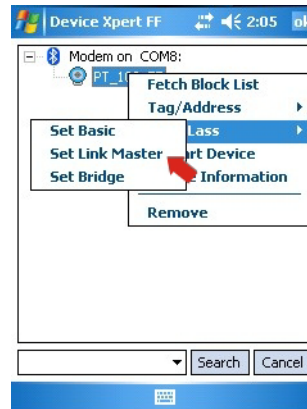 Device Xpert FF 2:05 ok
Modem on COM8:
PT_10
Fetch Block List
Tag/Address
Set Basic Lass
Set Link Master rt Device
Set Bridge Information
Remove
Search Cancel